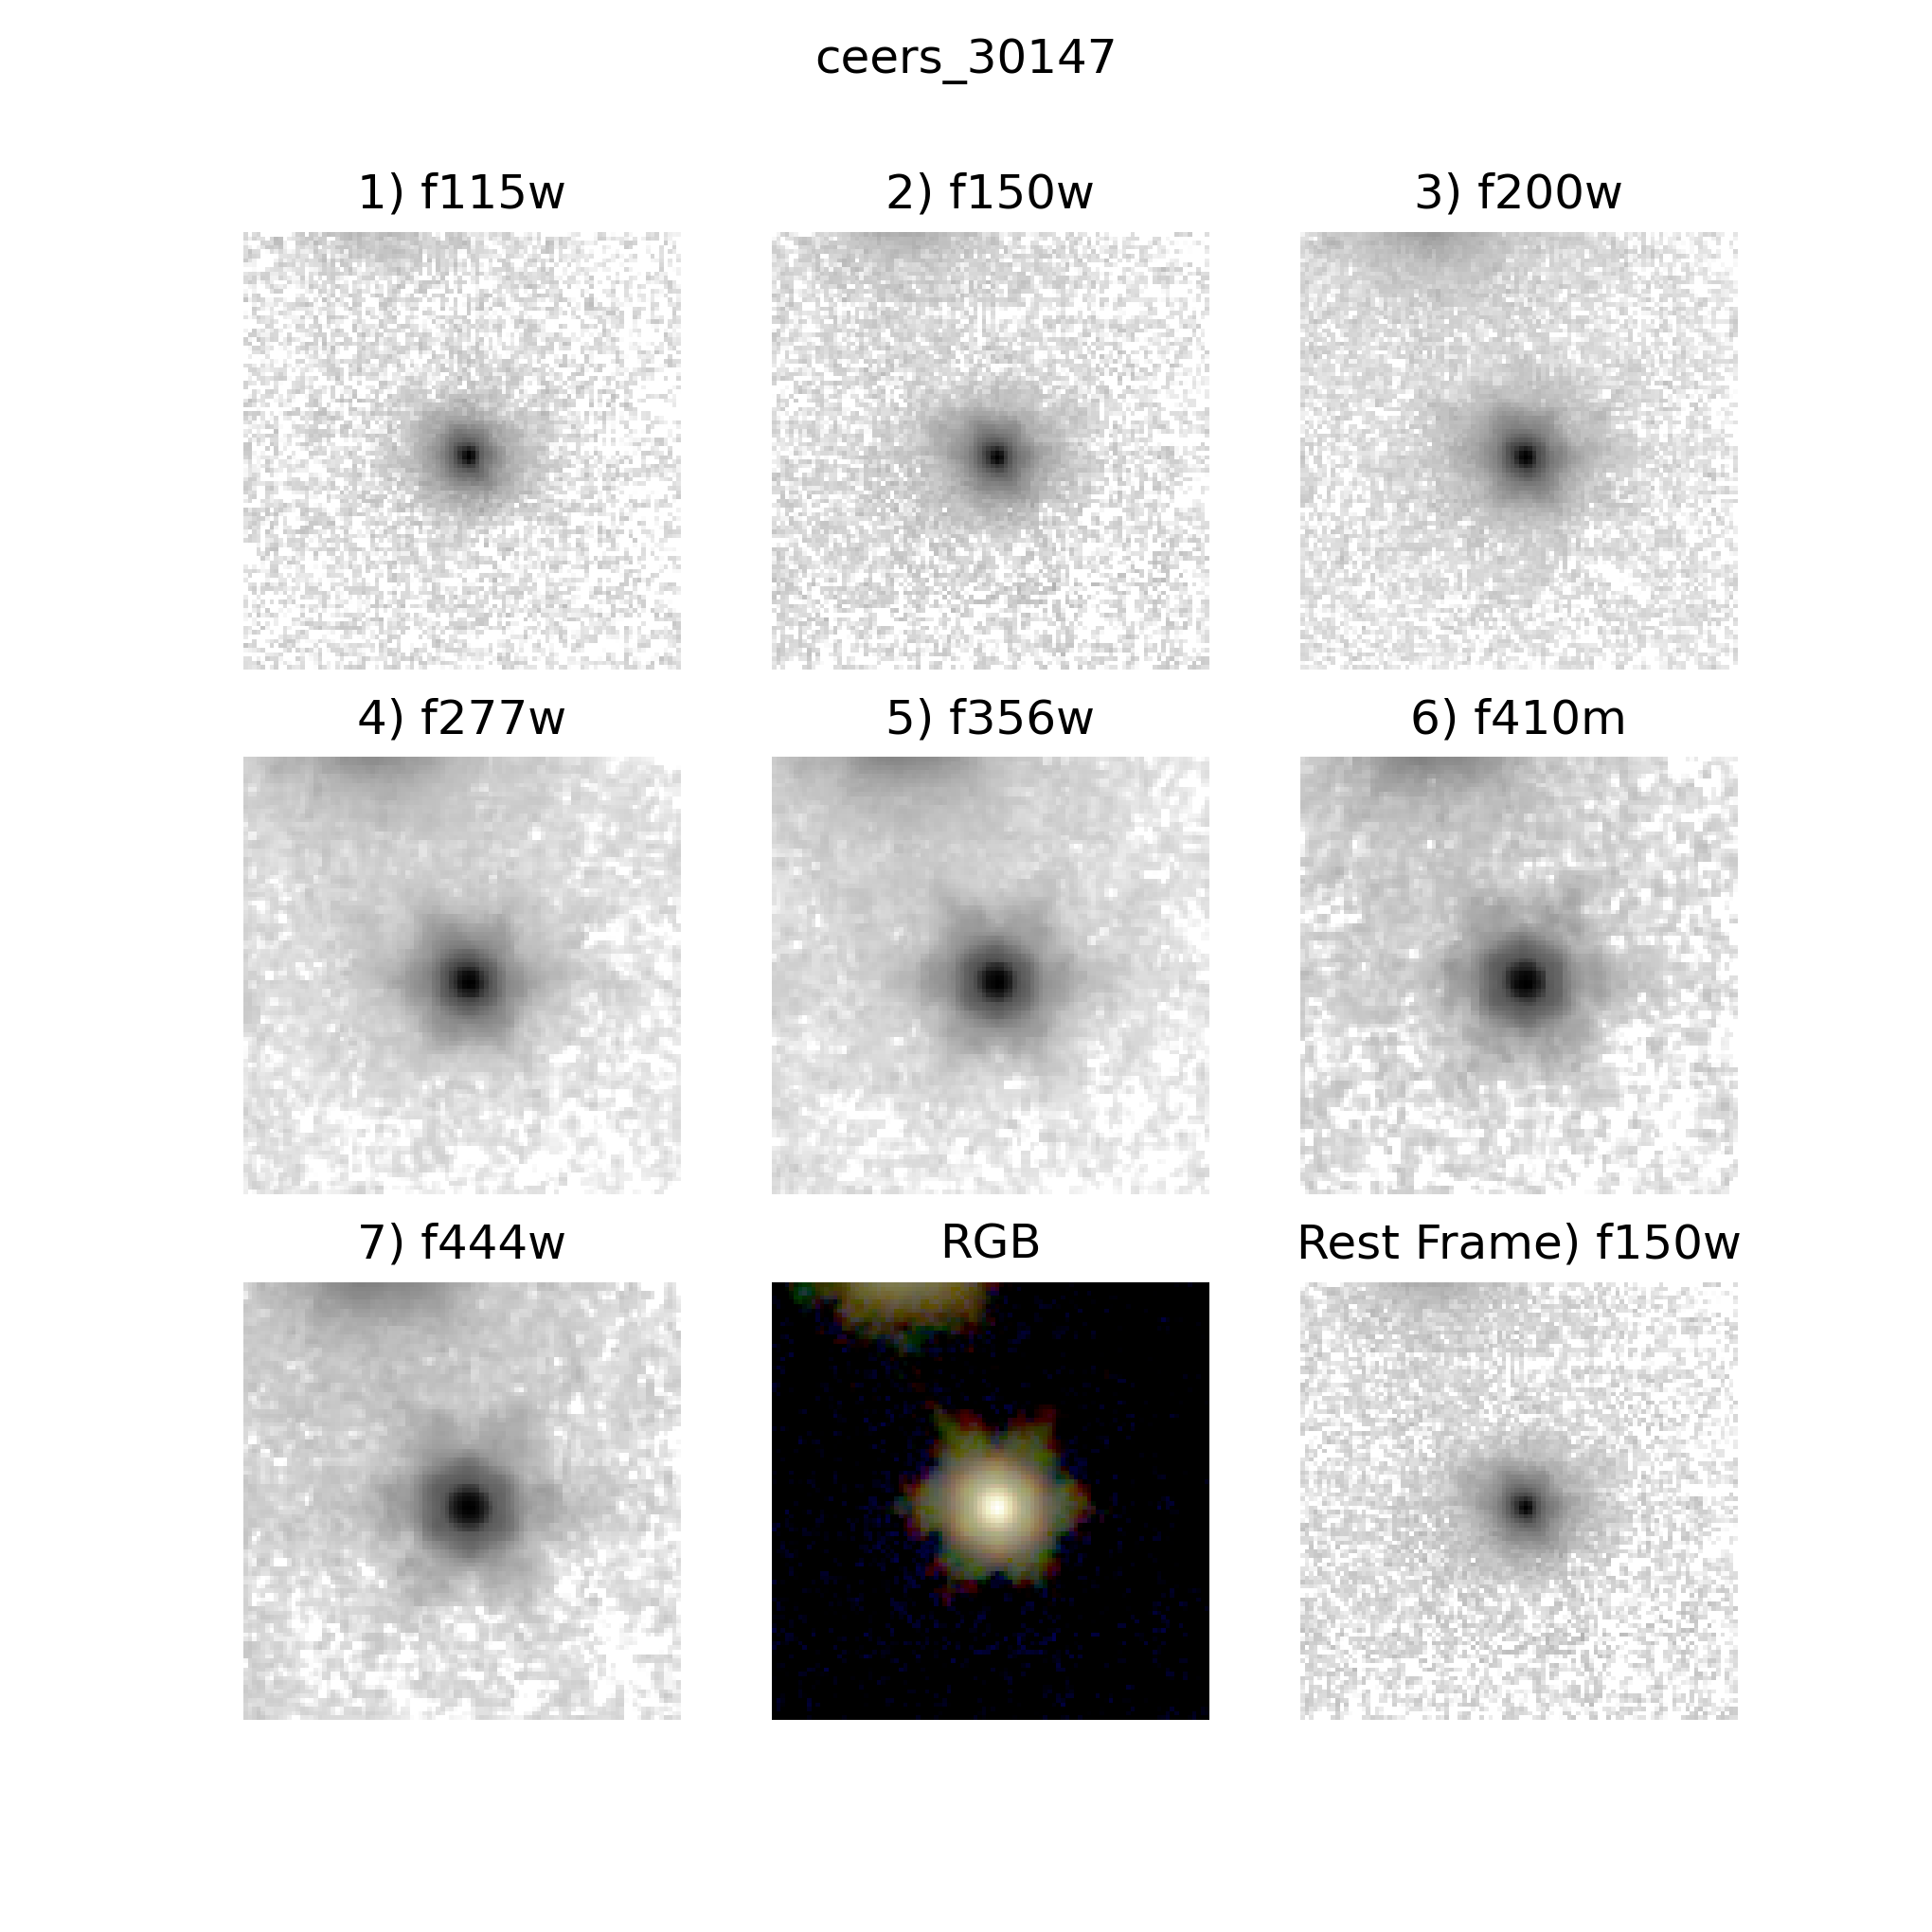 ceers_30147
1) f115w
2) f150w
3) f200w
4) f277w
5) f356w
6) f410m
7) f444w
RGB
Rest Frame) f150w